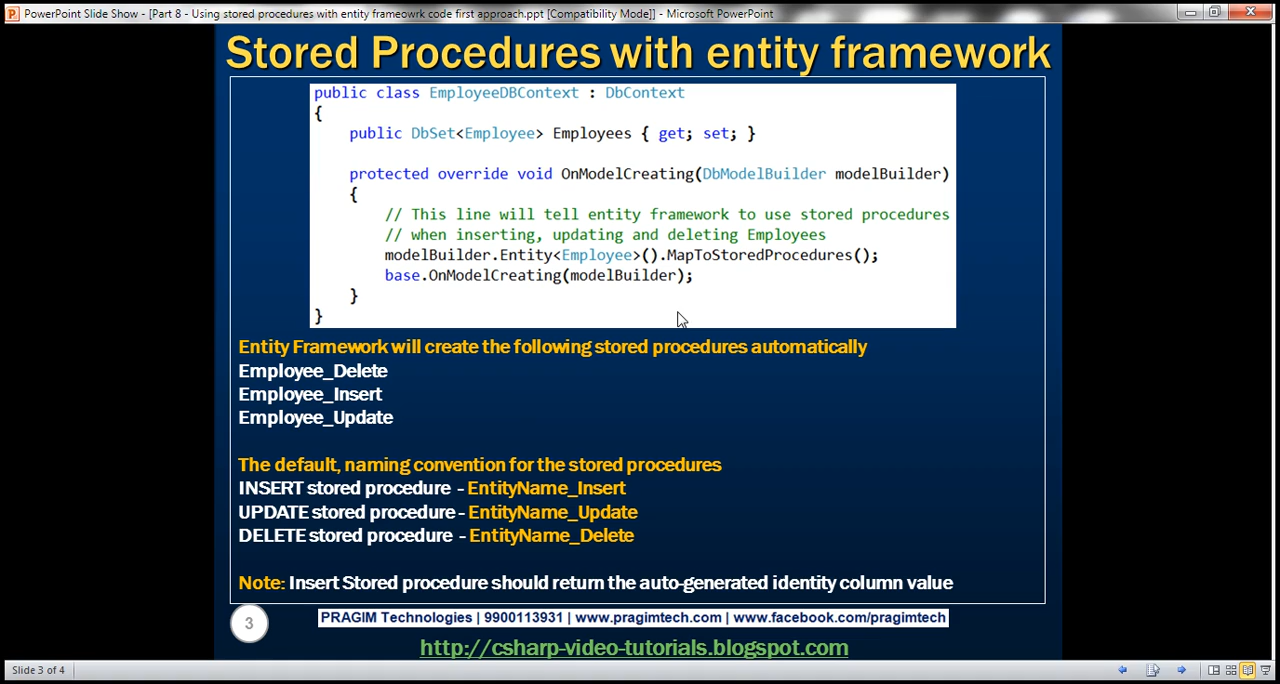 PowerPoint Slide Show - [Part 8 - Using stored procedures with entity frameowrk code first approach.ppt [Compatibility Mode]] - Microsoft PowerPoint
Stored Procedures with entity framework
public class EmployeeDBContext : DbContext
{
public DbSet<Employee> Employees { get; set; }
protected override void OnModelCreating(DbModelBuilder modelBuilder)
{
// This line will tell entity framework to use stored procedures
// when inserting, updating and deleting Employees
modelBuilder.Entity<Employee>().MapToStoredProcedures();
base.OnModelCreating(modelBuilder);
}
}
Entity Framework will create the following stored procedures automatically
Employee_Delete
Employee_Insert
Employee_Update
The default, naming convention for the stored procedures
INSERT stored procedure - EntityName_Insert
UPDATE stored procedure - EntityName_Update
DELETE stored procedure - EntityName_Delete
Note: Insert Stored procedure should return the auto-generated identity column value
3
PRAGIM Technologies | 9900113931 | www.pragimtech.com | www.facebook.com/pragimtech
http://csharp-video-tutorials.blogspot.com
Slide 3 of 4